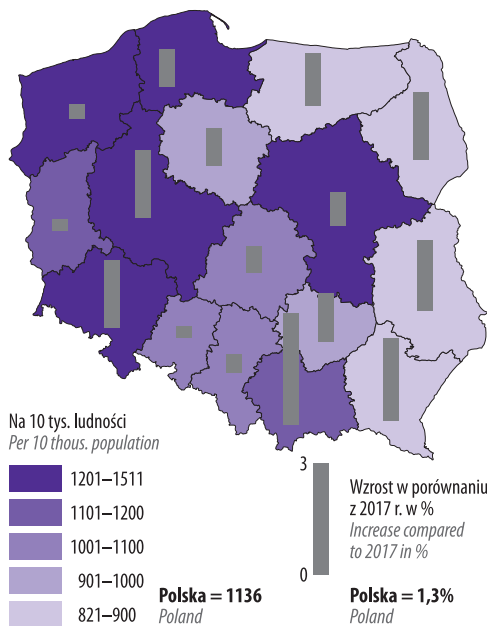 Na 10 tys. ludności
Per 10 thous. population
1201–1511
1101–1200
1001–1100
901–1000
821–900
Polska = 1136
Poland
3
0
Wzrost w porównaniu
z 2017 r. w %
Increase compared
to 2017 in %
Polska = 1,3%
Poland